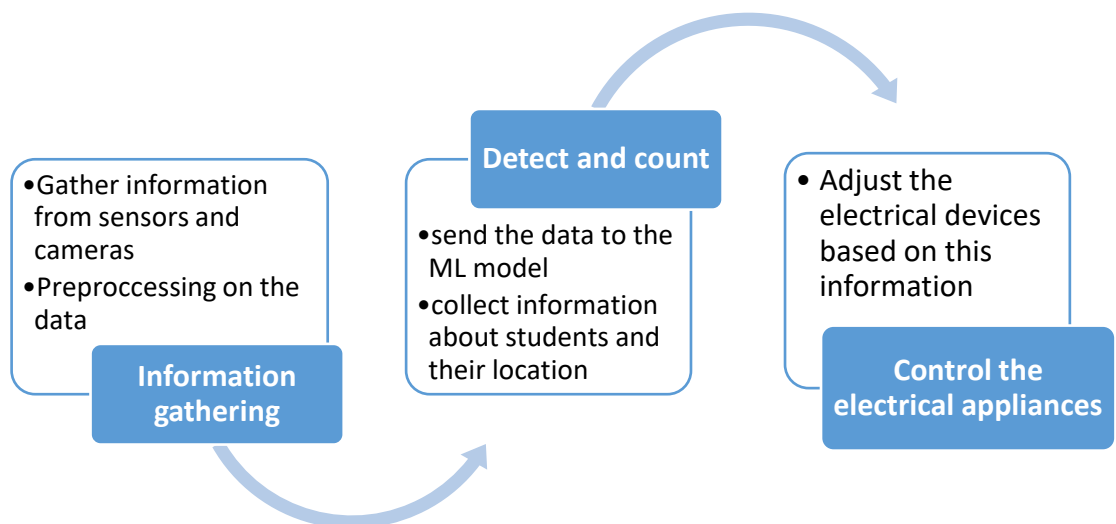 •Gather information
from sensors and
cameras
•Preproccessing on the
data
Information
gathering
Detect and count
•send the data to the
ML model
•collect information
about students and
their location
• Adjust the
electrical devices
based on this
information
Control the
electrical appliances